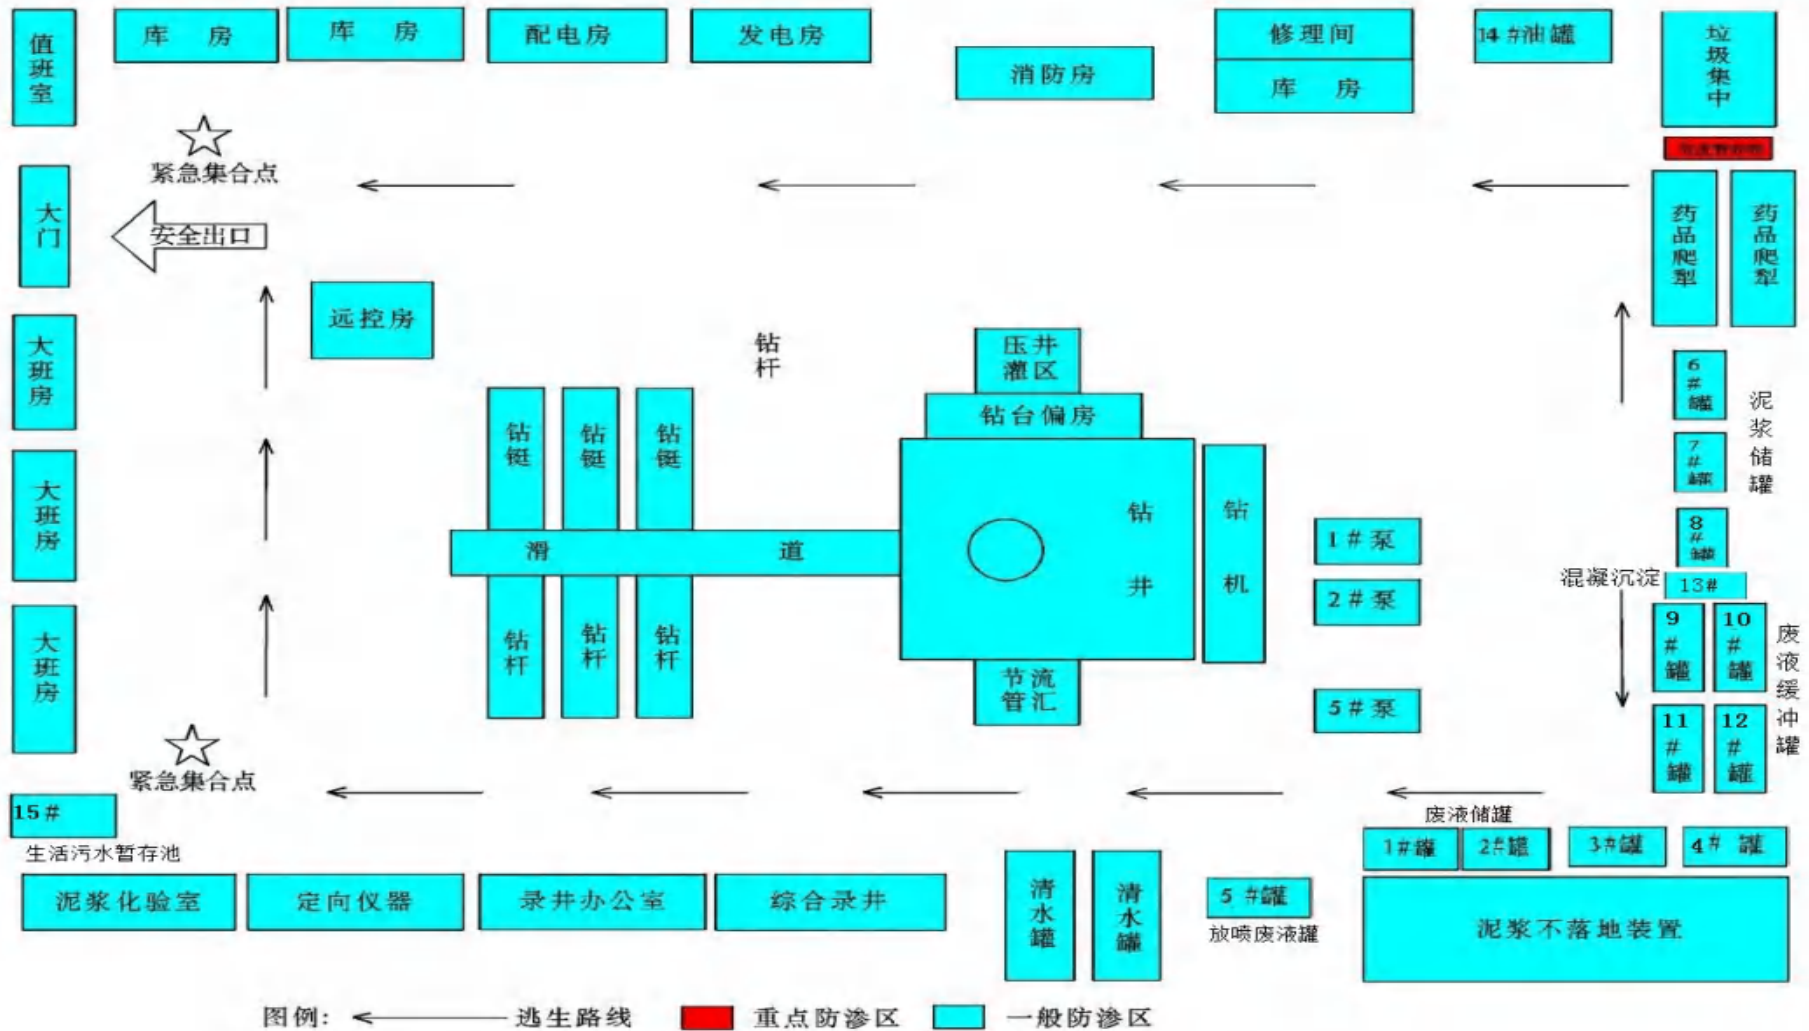 值班室
库 房
库 房
配电房
发电房
消防房
修理间
库 房
14 #油罐
垃圾集中
紧急集合点
大门
安全出口
药品爬犁
药品爬犁
远控房
大班房
钻杆
压井
灌区
钻台偏房
6#罐
泥浆储罐
7#罐
钻铤
钻铤
钻铤
大班房
滑 道
钻井
钻机
1#泵
8#罐
混凝沉淀
13#
2#泵
9#罐
10#罐
废液缓冲罐
大班房
钻杆
钻杆
钻杆
节流
管汇
5#泵
11#罐
12#罐
紧急集合点
15#
生活污水暂存池
废液储罐
1#罐
2#罐
3#罐
4# 罐
泥浆化验室
定向仪器
录井办公室
综合录井
清水罐
清水罐
5 #罐
放喷废液罐
泥浆不落地装置
图例: 逃生路线 重点防渗区 一般防渗区